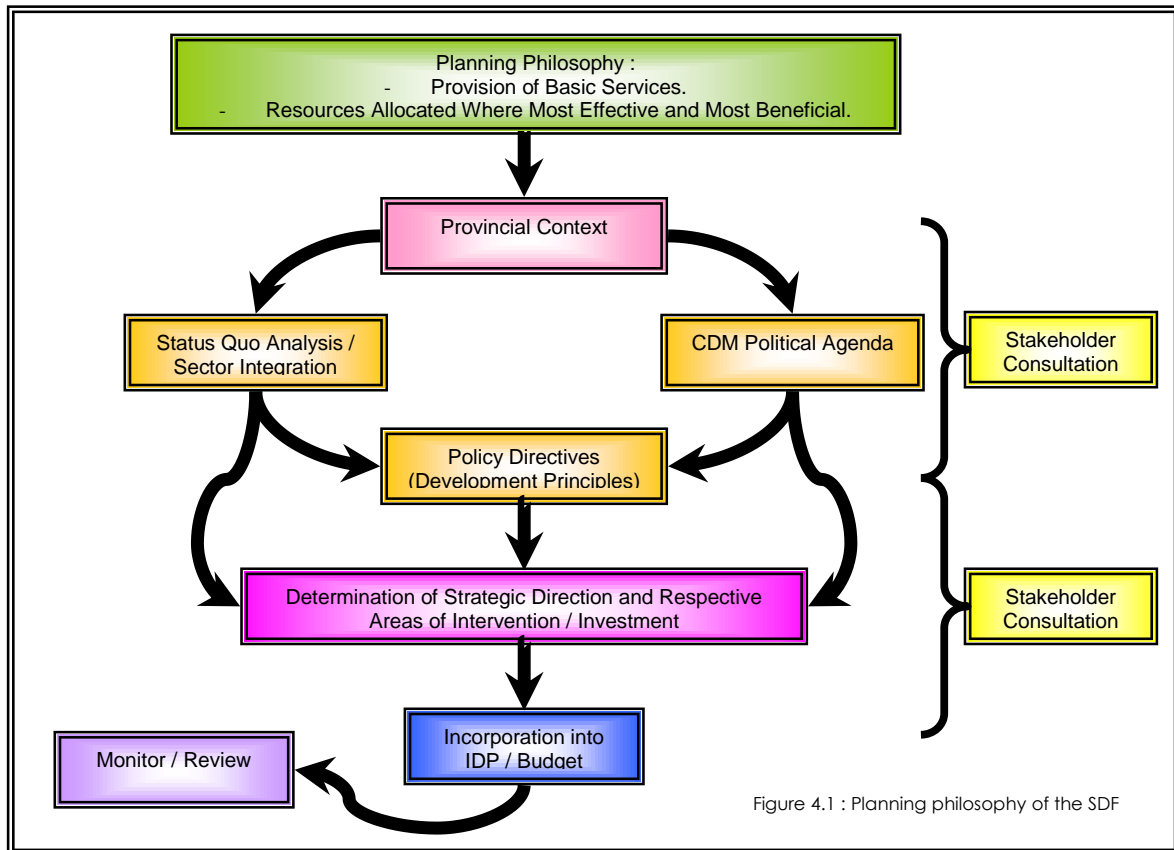 Planning Philosophy :
- Provision of Basic Services.
- Resources Allocated Where Most Effective and Most Beneficial.
Provincial Context
Status Quo Analysis /
Sector Integration
CDM Political Agenda
Stakeholder
Consultation
Policy Directives
(Development Principles)
Determination of Strategic Direction and Respective
Areas of Intervention / Investment
Stakeholder
Consultation
Incorporation into
IDP / Budget
Monitor / Review
Figure 4.1 : Planning philosophy of the SDF